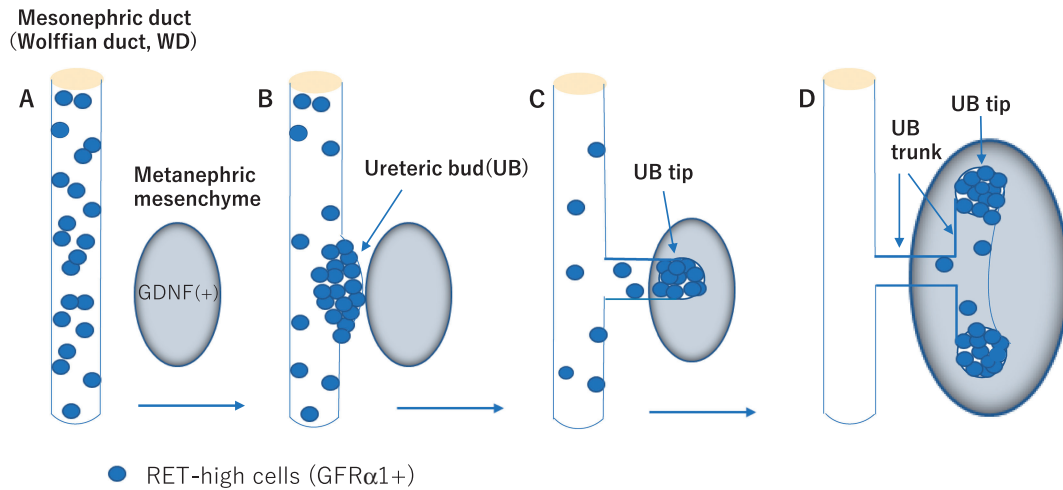 Mesonephric duct
(Wolffian duct, WD)
A
B
C
D
Metanephric
mesenchyme
GDNF(+)
Ureteric bud(UB)
UB tip
UB
trunk
UB tip
RET-high cells (GFRα1+)